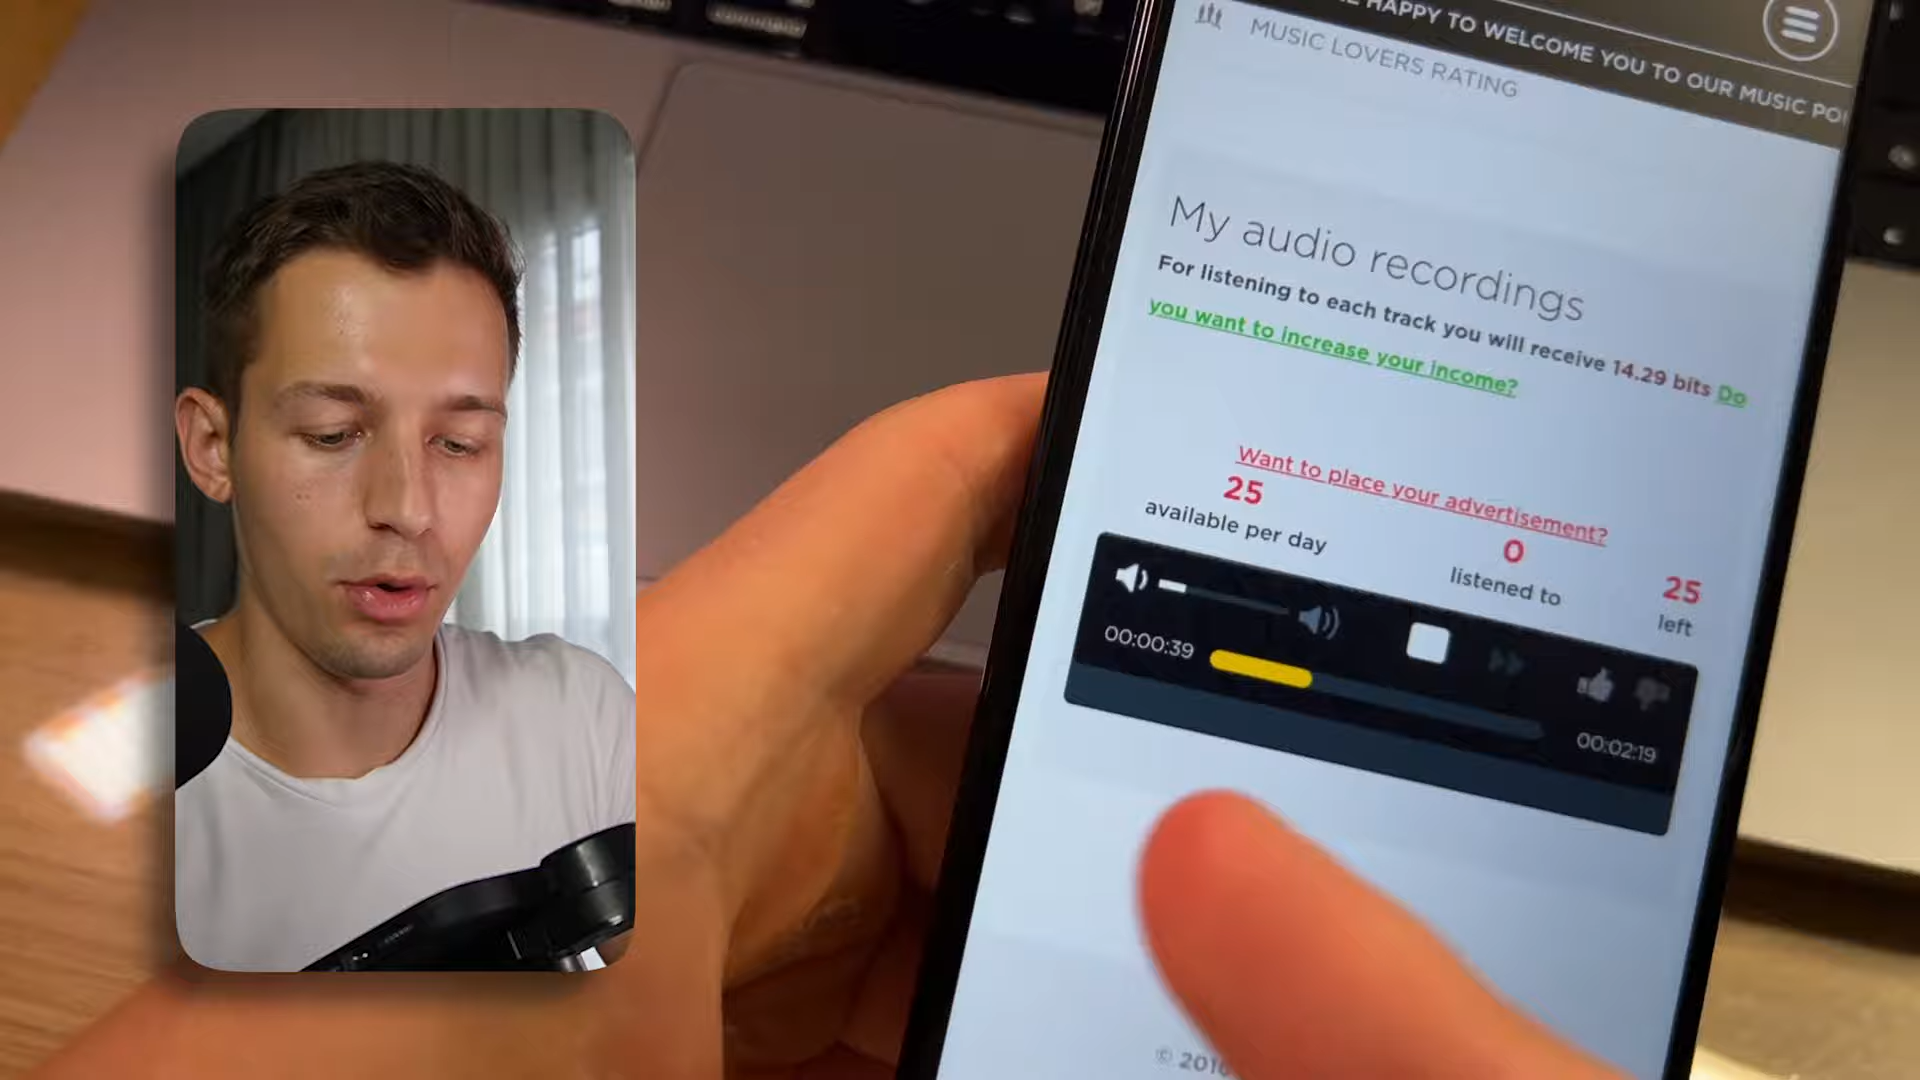 HAPPY TO WELCOME YOU TO OUR MUSIC
MUSIC LOVERS RATING
My audio recordings
For listening to each track you will receive 14.29 bits Do
you want to increase your income?
Want to place your advertisement?
25
available per day
0
listened to
25
left
00:00:39
00:02:19